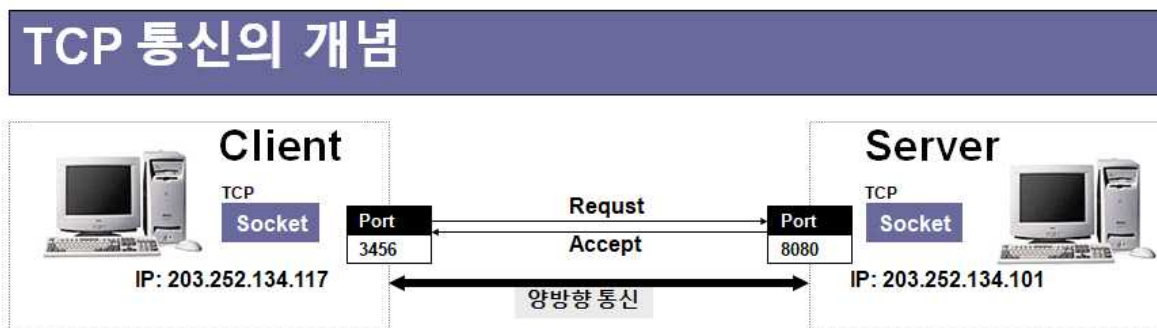 TCP 통신의 개념
Client
TCP
Socket
Port
3456
IP: 203.252.134.117
Requst
Accept
양방향 통신
Server
TCP
Port
8080
Socket
IP: 203.252.134.101